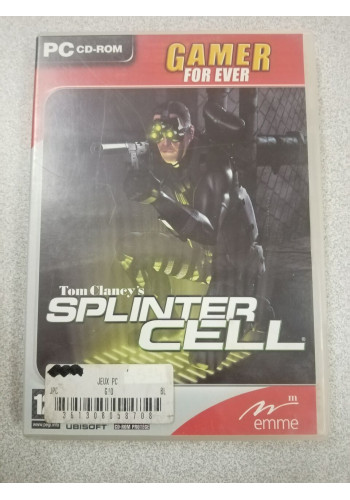 PC CD-ROM
GAMER
FOR EVER
Tom Clancy's
SPLINTER
CELL
JEUX PC
UBISOFT
emme